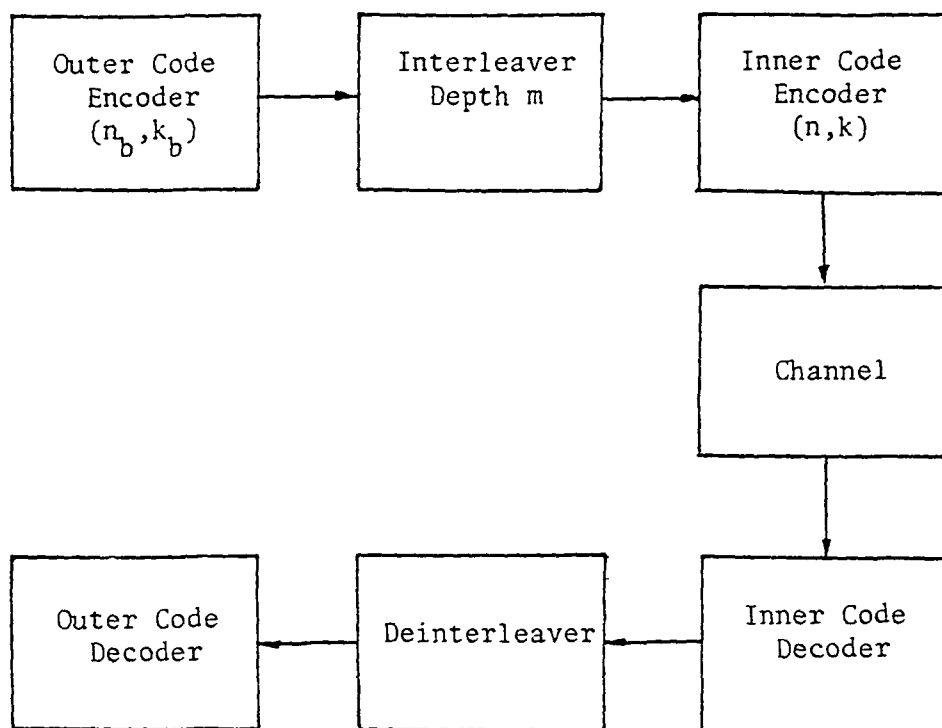 Outer Code
Encoder
(n_b,k_b)
Interleaver
Depth m
Inner Code
Encoder
(n,k)
Channel
Outer Code
Decoder
Deinterleaver
Inner Code
Decoder